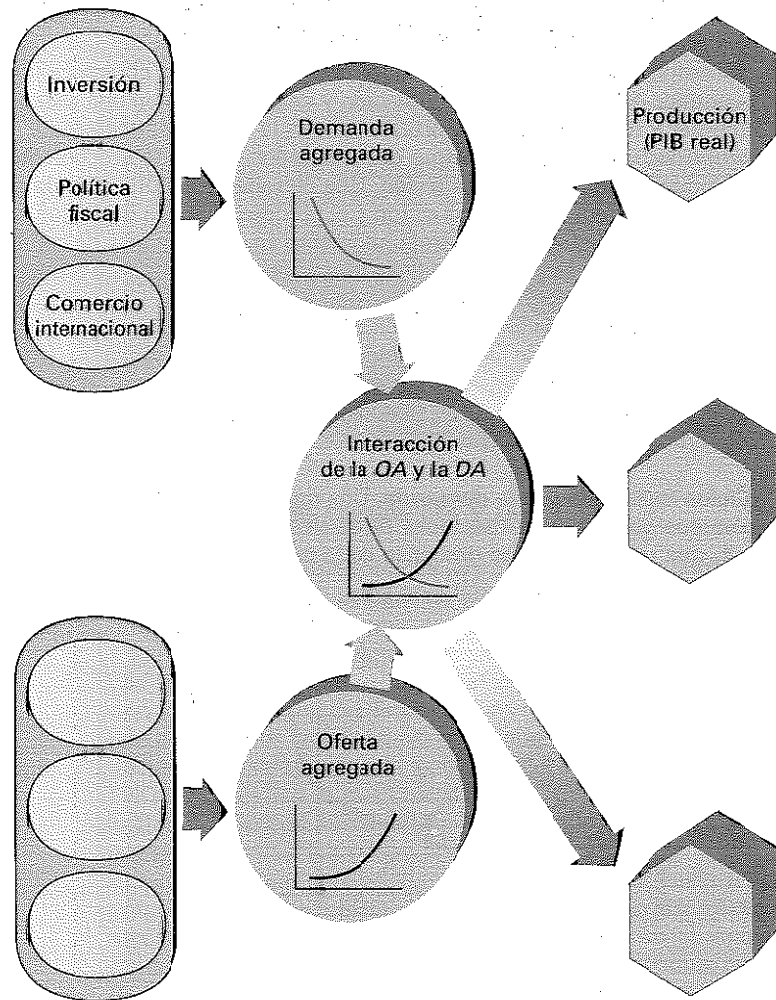 Inversión
Política
fiscal
Comercio
internacional
Demanda
agregada
Producción
(PIB real)
Interacción
de la OA y la DA
Oferta
agregada